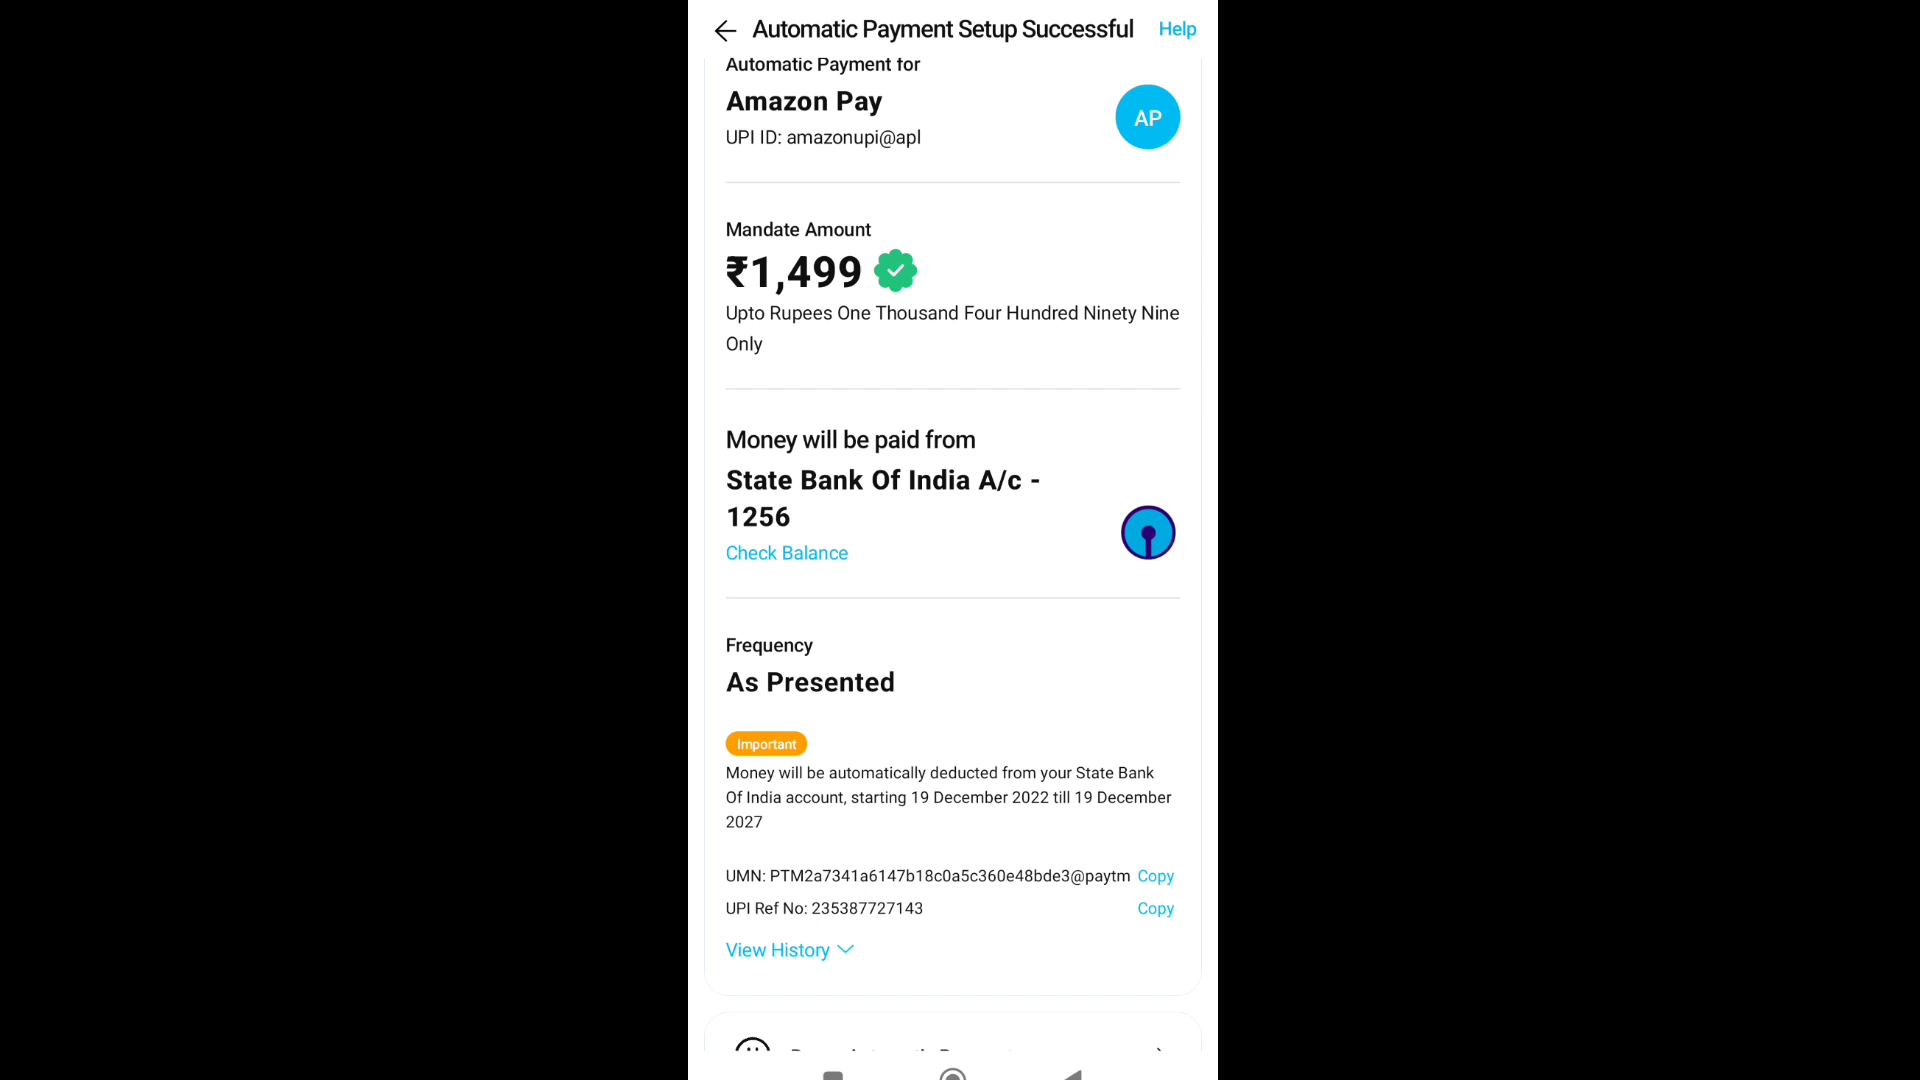 Automatic Payment Setup Successful Help
Automatic Payment for
Amazon Pay
AP
UPI ID: amazonupi@apl
Mandate Amount
₹1,499
Upto Rupees One Thousand Four Hundred Ninety Nine
Only
Money will be paid from
State Bank Of India A/c -
1256
Check Balance
Frequency
As Presented
Important
Money will be automatically deducted from your State Bank
Of India account, starting 19 December 2022 till 19 December
2027
UMN: PTM2a7341a6147b18c0a5c360e48bde3@paytm Copy
UPI Ref No: 235387727143 Copy
View History